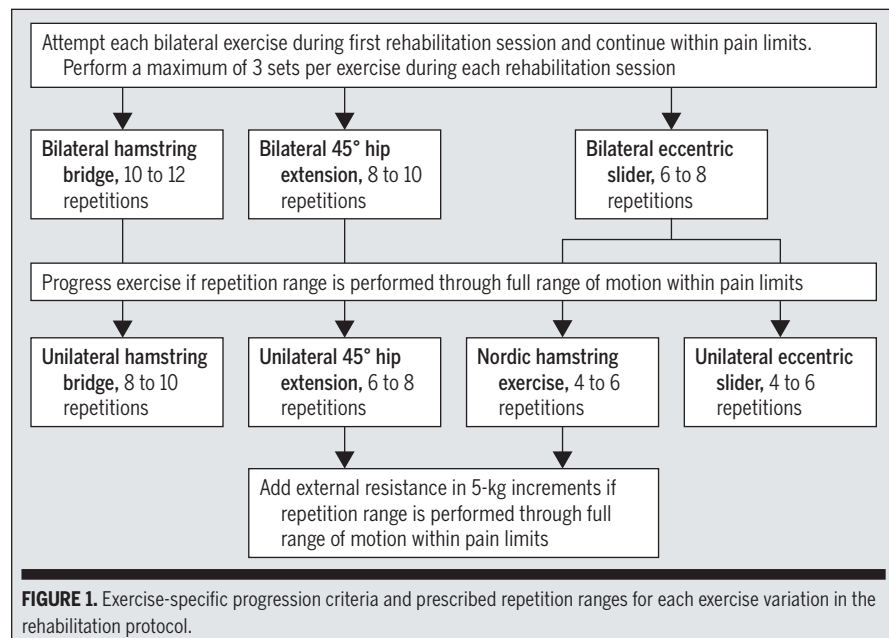 Attempt each bilateral exercise during first rehabilitation session and continue within pain limits.
Perform a maximum of 3 sets per exercise during each rehabilitation session
Bilateral hamstring
bridge, 10 to 12
repetitions
Bilateral 45° hip
extension, 8 to 10
repetitions
Bilateral eccentric
slider, 6 to 8
repetitions
Progress exercise if repetition range is performed through full range of motion within pain limits
Unilateral hamstring
bridge, 8 to 10
repetitions
Unilateral 45° hip
extension, 6 to 8
repetitions
Nordic hamstring
exercise, 4 to 6
repetitions
Unilateral eccentric
slider, 4 to 6
repetitions
Add external resistance in 5-kg increments if
repetition range is performed through full
range of motion within pain limits
FIGURE 1. Exercise-specific progression criteria and prescribed repetition ranges for each exercise variation in the
rehabilitation protocol.